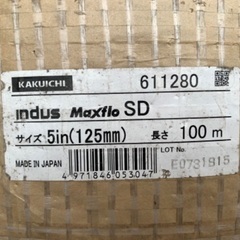 KAKUICHI 611280
indus Maxflo SD
サイズ 5in(125mm) 長さ 100 m
MADE IN JAPAN LOT No.
E0731815
4 971846 053047